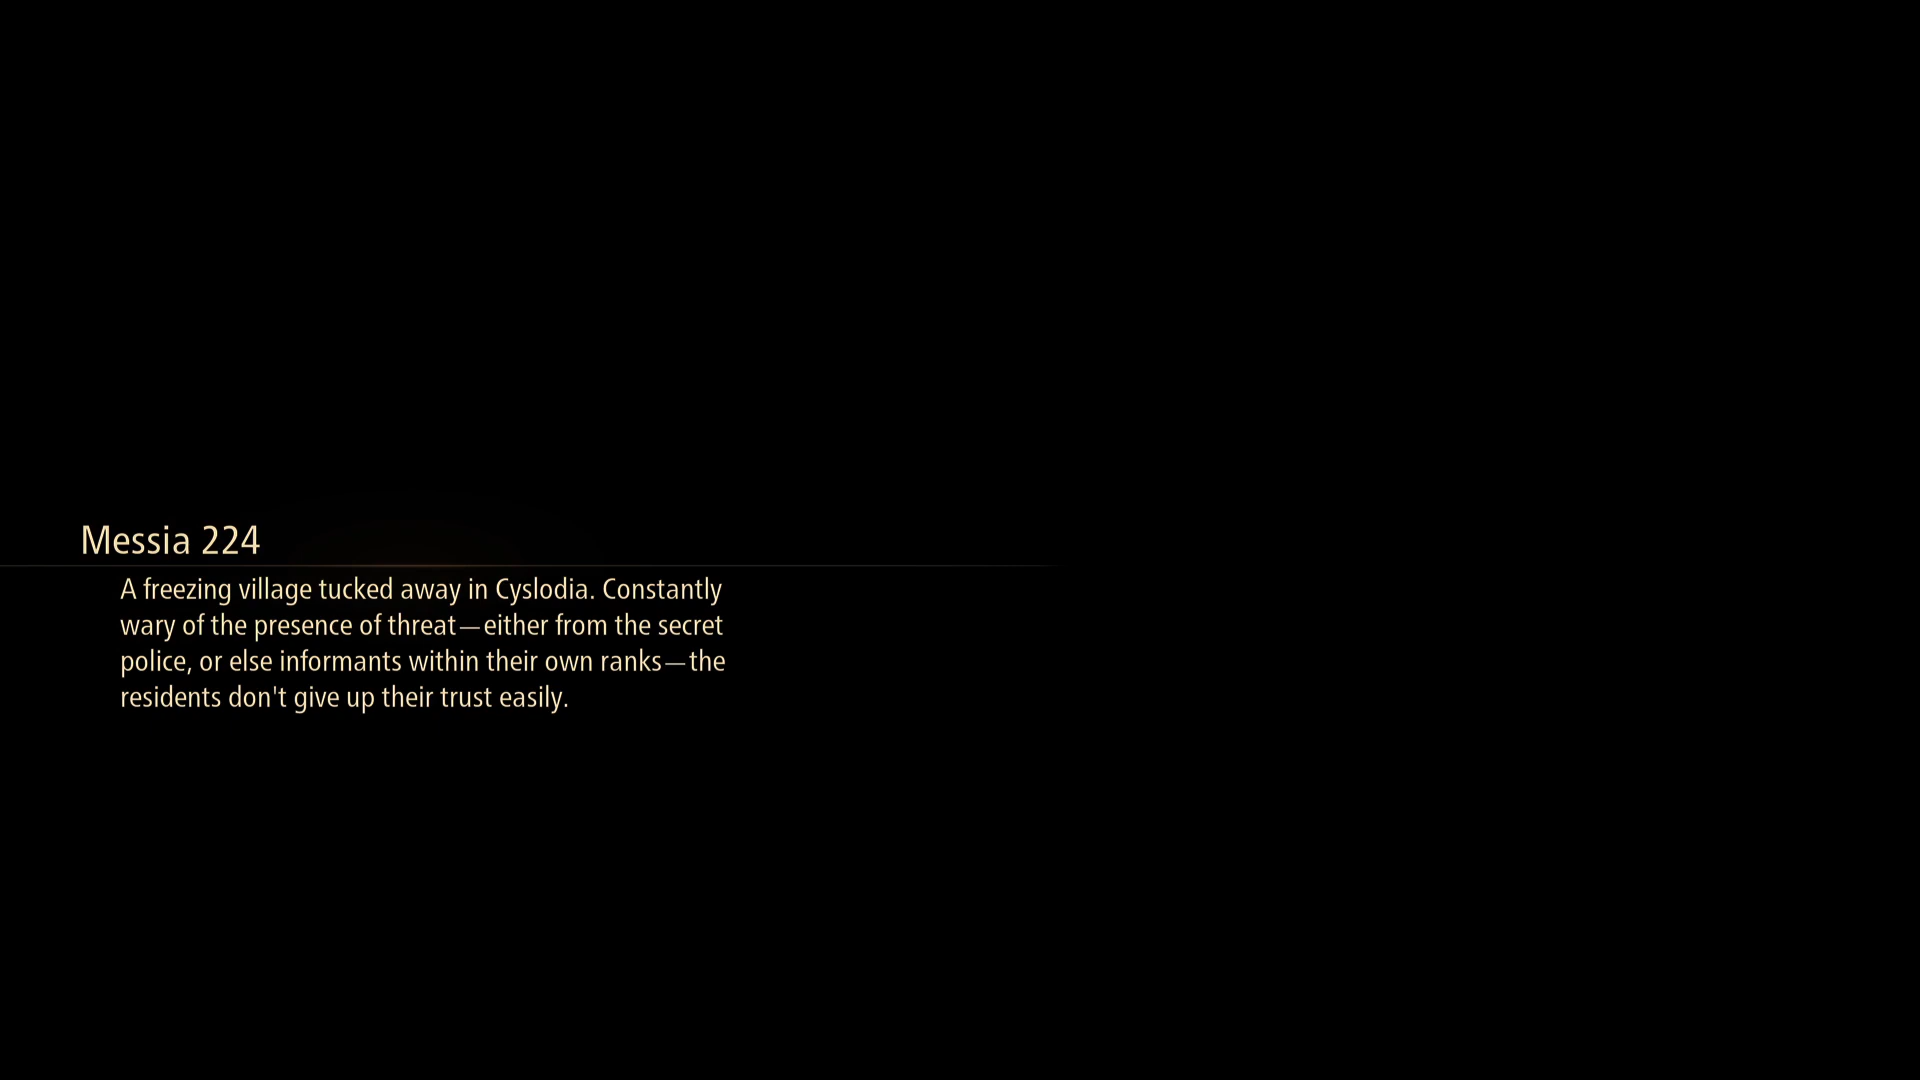 Messia 224
A freezing village tucked away in Cyslodia. Constantly
wary of the presence of threat—either from the secret
police, or else informants within their own ranks—the
residents don't give up their trust easily.